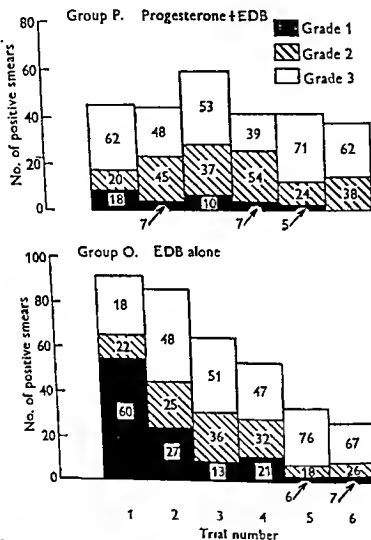 Group P. Progesterone+EDB
Grade 1
Grade 2
Grade 3
No. of positive smears
80
60
40
20
0
62 48 53 39 71 62
20 45 37 54 24 38
18 7 10 7 5
Group O. EDB alone
No. of positive smears
100
80
60
40
20
0
18 48 51 47 76 67
22 25 36 32 18 26
60 27 13 21 6 7
1 2 3 4 5 6
Trial number